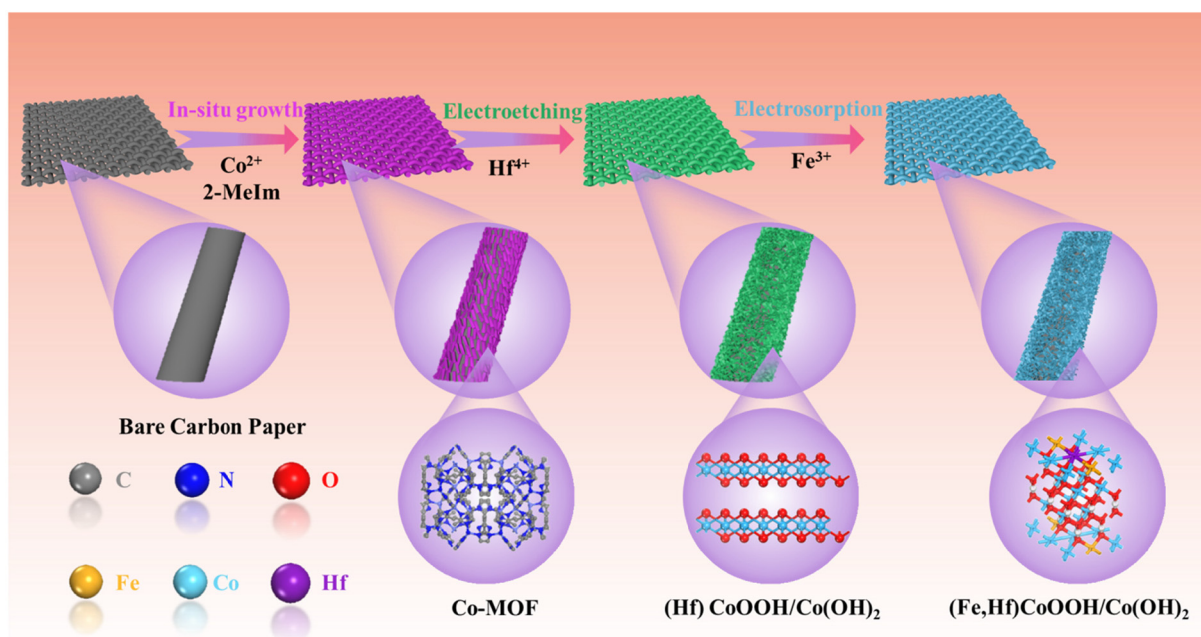 In-situ growth
Electroetching
Electrosorption
Co²⁺
2-MeIm
Hf⁴⁺
Fe³⁺
Bare Carbon Paper
C
N
O
Fe
Co
Hf
Co-MOF
(Hf) CoOOH/Co(OH)₂
(Fe,Hf)CoOOH/Co(OH)₂